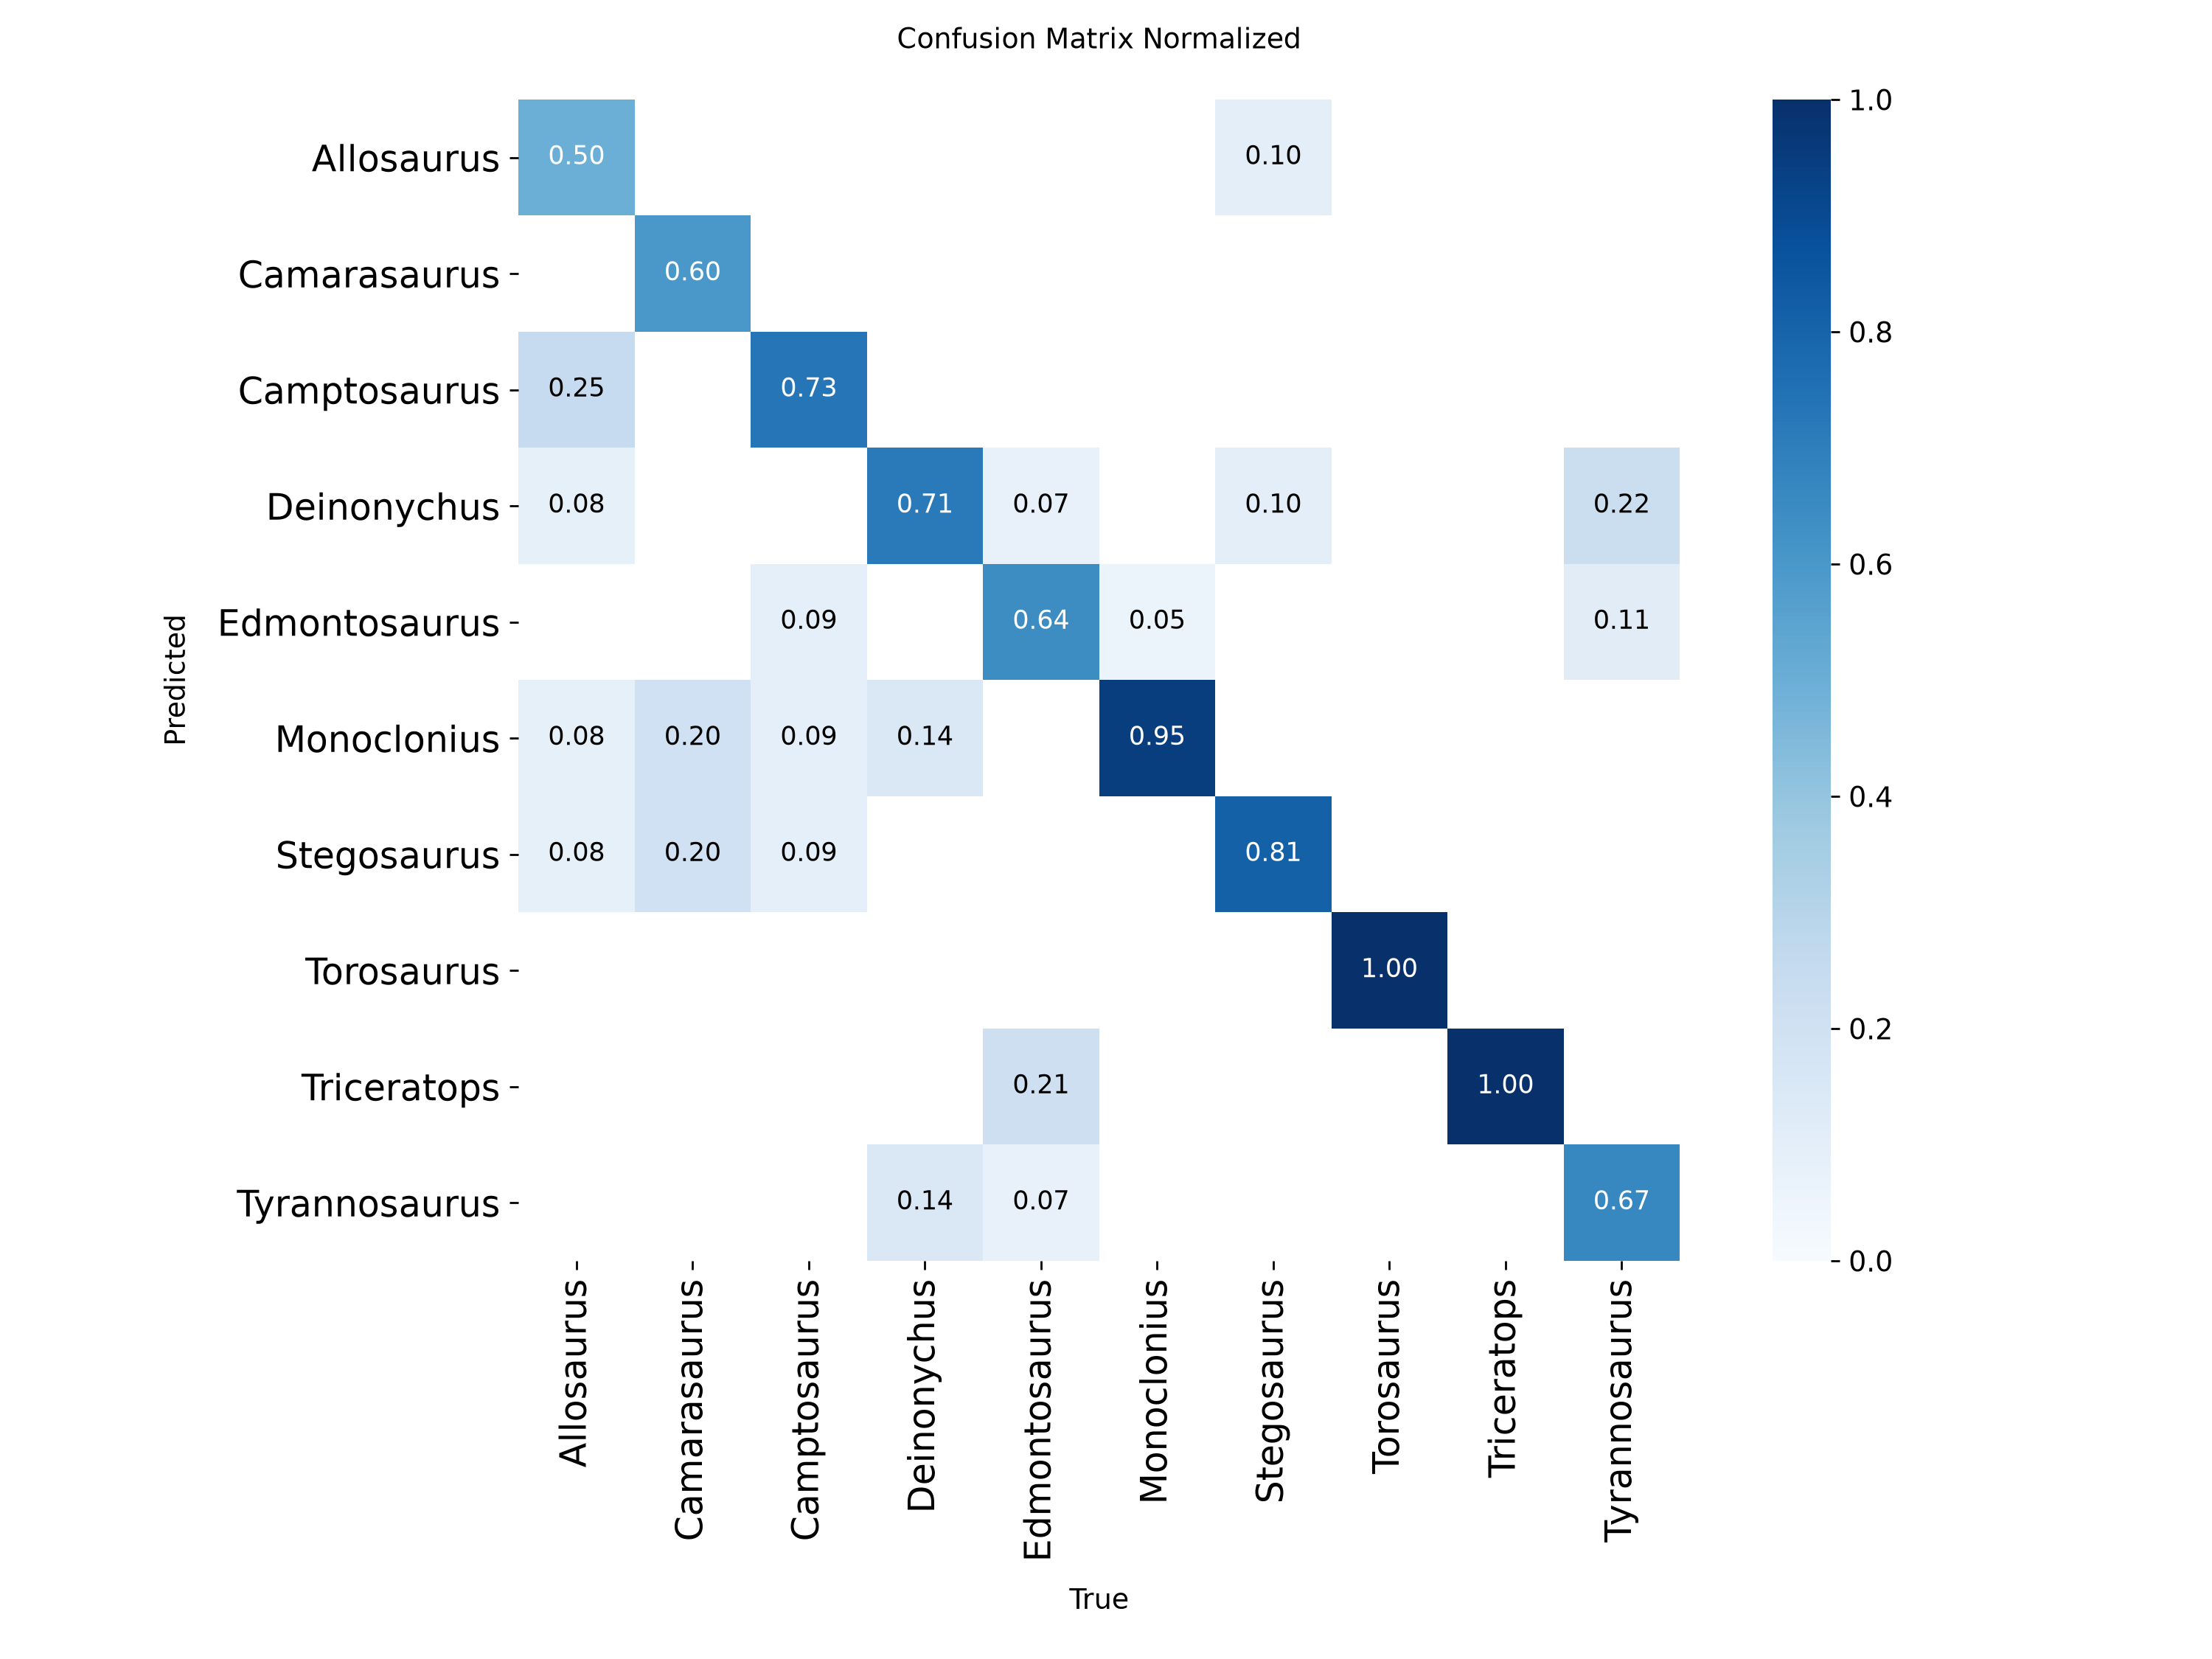 Confusion Matrix Normalized
Allosaurus 0.50 0.10
Camarasaurus 0.60
Camptosaurus 0.25 0.73
Deinonychus 0.08 0.71 0.07 0.10 0.22
Edmontosaurus 0.09 0.64 0.05 0.11
Monoclonius 0.08 0.20 0.09 0.14 0.95
Stegosaurus 0.08 0.20 0.09 0.81
Torosaurus 1.00
Triceratops 0.21 1.00
Tyrannosaurus 0.14 0.07 0.67
Predicted
Allosaurus
Camarasaurus
Camptosaurus
Deinonychus
Edmontosaurus
Monoclonius
Stegosaurus
Torosaurus
Triceratops
Tyrannosaurus
True
1.0
0.8
0.6
0.4
0.2
0.0